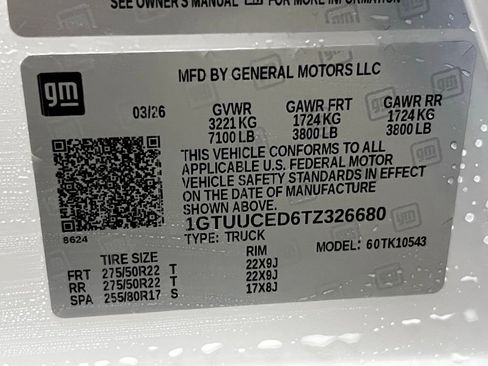 SEE OWNER'S MANUAL FOR MORE INFORMATION
gm
MFD BY GENERAL MOTORS LLC
03/26
GVWR GAWR FRT GAWR RR
3221 KG 1724 KG 1724 KG
7100 LB 3800 LB 3800 LB
THIS VEHICLE CONFORMS TO ALL
APPLICABLE U.S. FEDERAL MOTOR
VEHICLE SAFETY STANDARDS IN EFFECT
ON THE DATE OF MANUFACTURE
SHOWN ABOVE.
1GTUUCED6TZ326680
8624
TYPE: TRUCK MODEL: 60TK10543
TIRE SIZE RIM
FRT 275/50R22 T 22X9J
RR 275/50R22 T 22X9J
SPA 255/80R17 S 17X8J